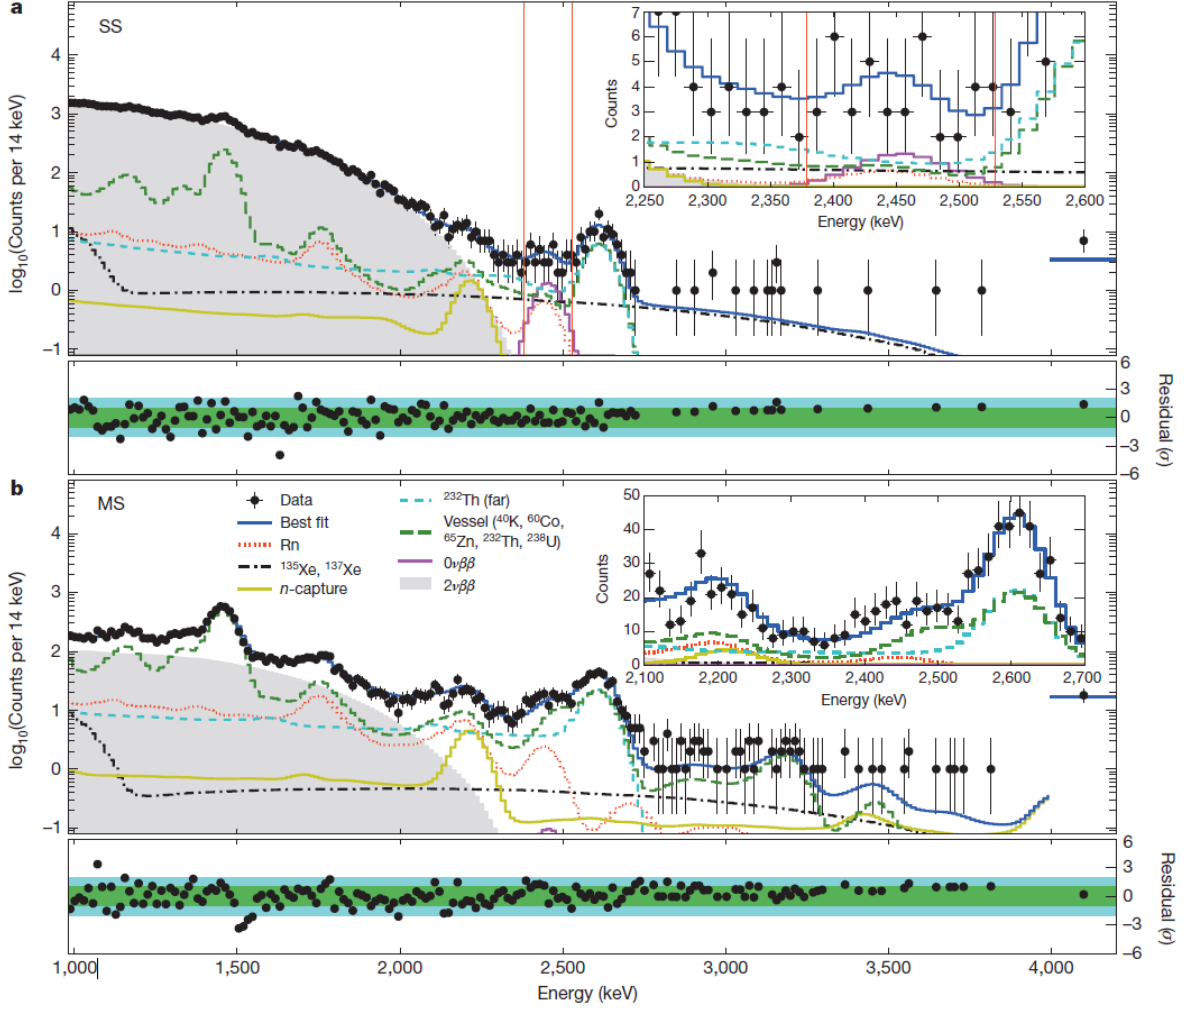 a
SS
log10(Counts per 14 keV)
4
3
2
1
0
−1
7
6
5
4
3
2
1
0
Counts
2,250 2,300 2,350 2,400 2,450 2,500 2,550 2,600
Energy (keV)
6
3
0
−3
−6
Residual (σ)
b
MS
log10(Counts per 14 keV)
4
3
2
1
0
−1
Data
Best fit
Rn
135Xe, 137Xe
n-capture
232Th (far)
Vessel (40K, 60Co,
65Zn, 232Th, 238U)
0νββ
2νββ
50
40
30
20
10
0
Counts
2,100 2,200 2,300 2,400 2,500 2,600 2,700
Energy (keV)
6
3
0
−3
−6
Residual (σ)
1,000 1,500 2,000 2,500 3,000 3,500 4,000
Energy (keV)